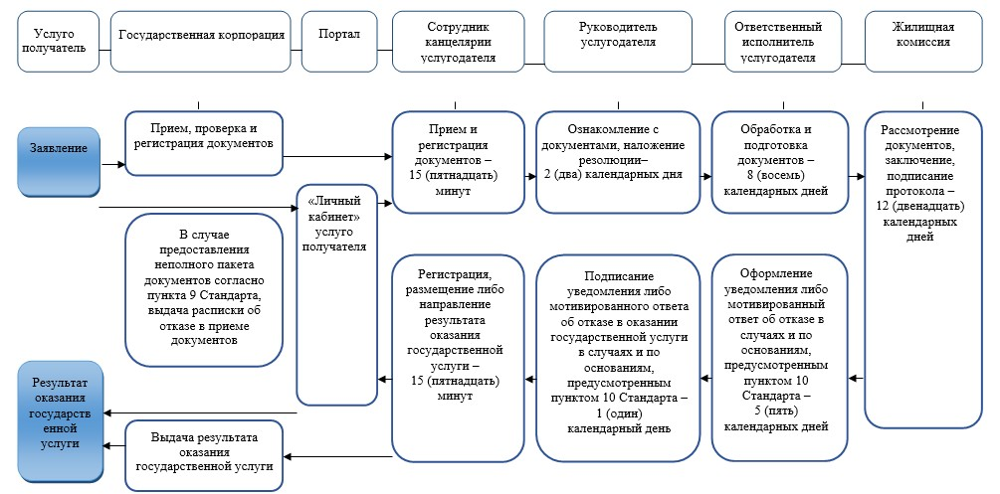 Услуго
получатель
Государственная корпорация
Портал
Сотрудник
канцелярии
услугодателя
Руководитель
услугодателя
Ответственный
исполнитель
услугодателя
Жилищная
комиссия
Заявление
Прием, проверка и
регистрация документов
«Личный
кабинет»
услуго
получателя
Прием и
регистрация
документов –
15 (пятнадцать)
минут
Ознакомление с
документами, наложение
резолюции–
2 (два) календарных дня
Обработка и
подготовка
документов –
8 (восемь)
календарных дней
Рассмотрение
документов,
заключение,
подписание
протокола –
12 (двенадцать)
календарных
дней
В случае
предоставления
неполного пакета
документов согласно
пункта 9 Стандарта,
выдача расписки об
отказе в приеме
документов
Регистрация,
размещение либо
направление
результата
оказания
государственной
услуги –
15 (пятнадцать)
минут
Подписание
уведомления либо
мотивированного ответа
об отказе в оказании
государственной услуги
в случаях и по
основаниям,
предусмотренным
пунктом 10 Стандарта –
1 (один)
календарный день
Оформление
уведомления либо
мотивированный
ответ об отказе в
случаях и по
основаниям,
предусмотренным
пунктом 10
Стандарта –
5 (пять)
календарных дней
Результат
оказания
государств
енной
услуги
Выдача результата
оказания
государственной услуги